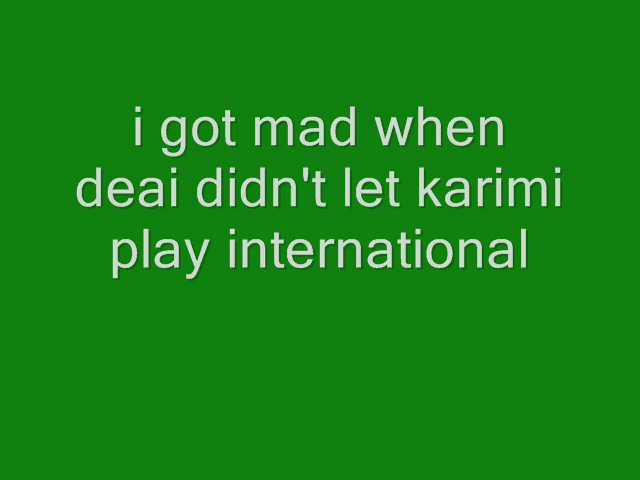 i got mad when
deai didn't let karimi
play international